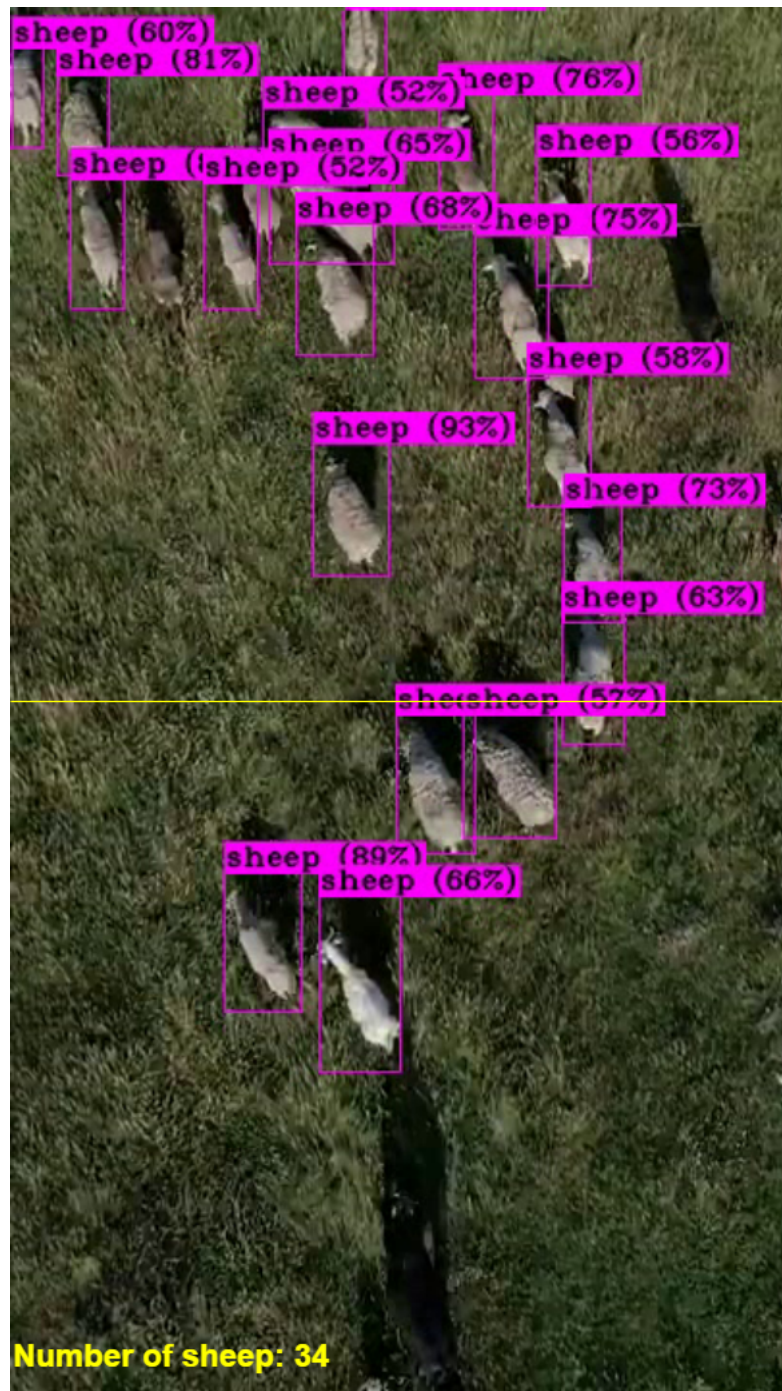 sheep (60%)
sheep (81%)
sheep (76%)
sheep (52%)
sheep (56%)
sheep (65%)
sheep (
sheep (52%)
sheep (68%)
sheep (75%)
sheep (58%)
sheep (93%)
sheep (73%)
sheep (63%)
sheep (57%)
sheep (89%)
sheep (66%)
Number of sheep: 34